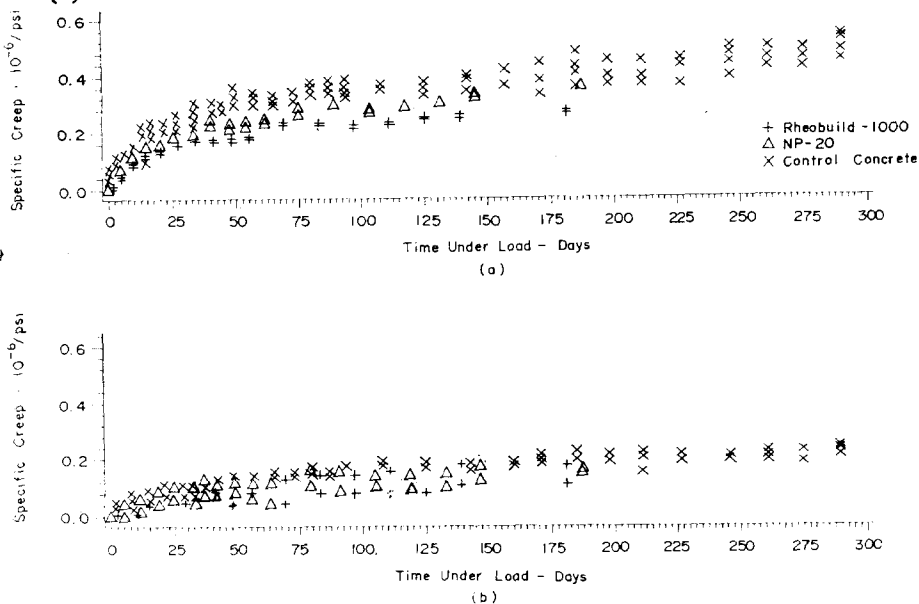 0.6
0.4
0.2
0.0
Specific Creep · 10⁻⁶/psi
+ Rheobuild -1000
△ NP-20
× Control Concrete
0 25 50 75 100 125 150 175 200 225 250 275 300
Time Under Load - Days
(a)
0.6
0.4
0.2
0.0
Specific Creep · 10⁻⁶/psi
0 25 50 75 100. 125 150 175 200 225 250 275 300
Time Under Load - Days
(b)